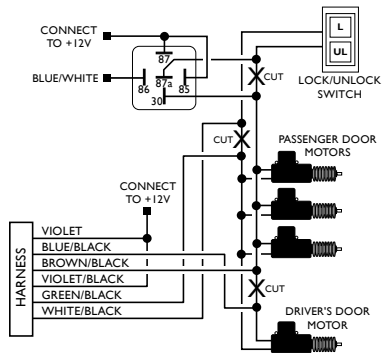 CONNECT
TO +12V
BLUE/WHITE
87
87a
86
85
30
CUT
L
UL
LOCK/UNLOCK
SWITCH
CUT
PASSENGER DOOR
MOTORS
CONNECT
TO +12V
HARNESS
VIOLET
BLUE/BLACK
BROWN/BLACK
VIOLET/BLACK
GREEN/BLACK
WHITE/BLACK
CUT
DRIVER'S DOOR
MOTOR